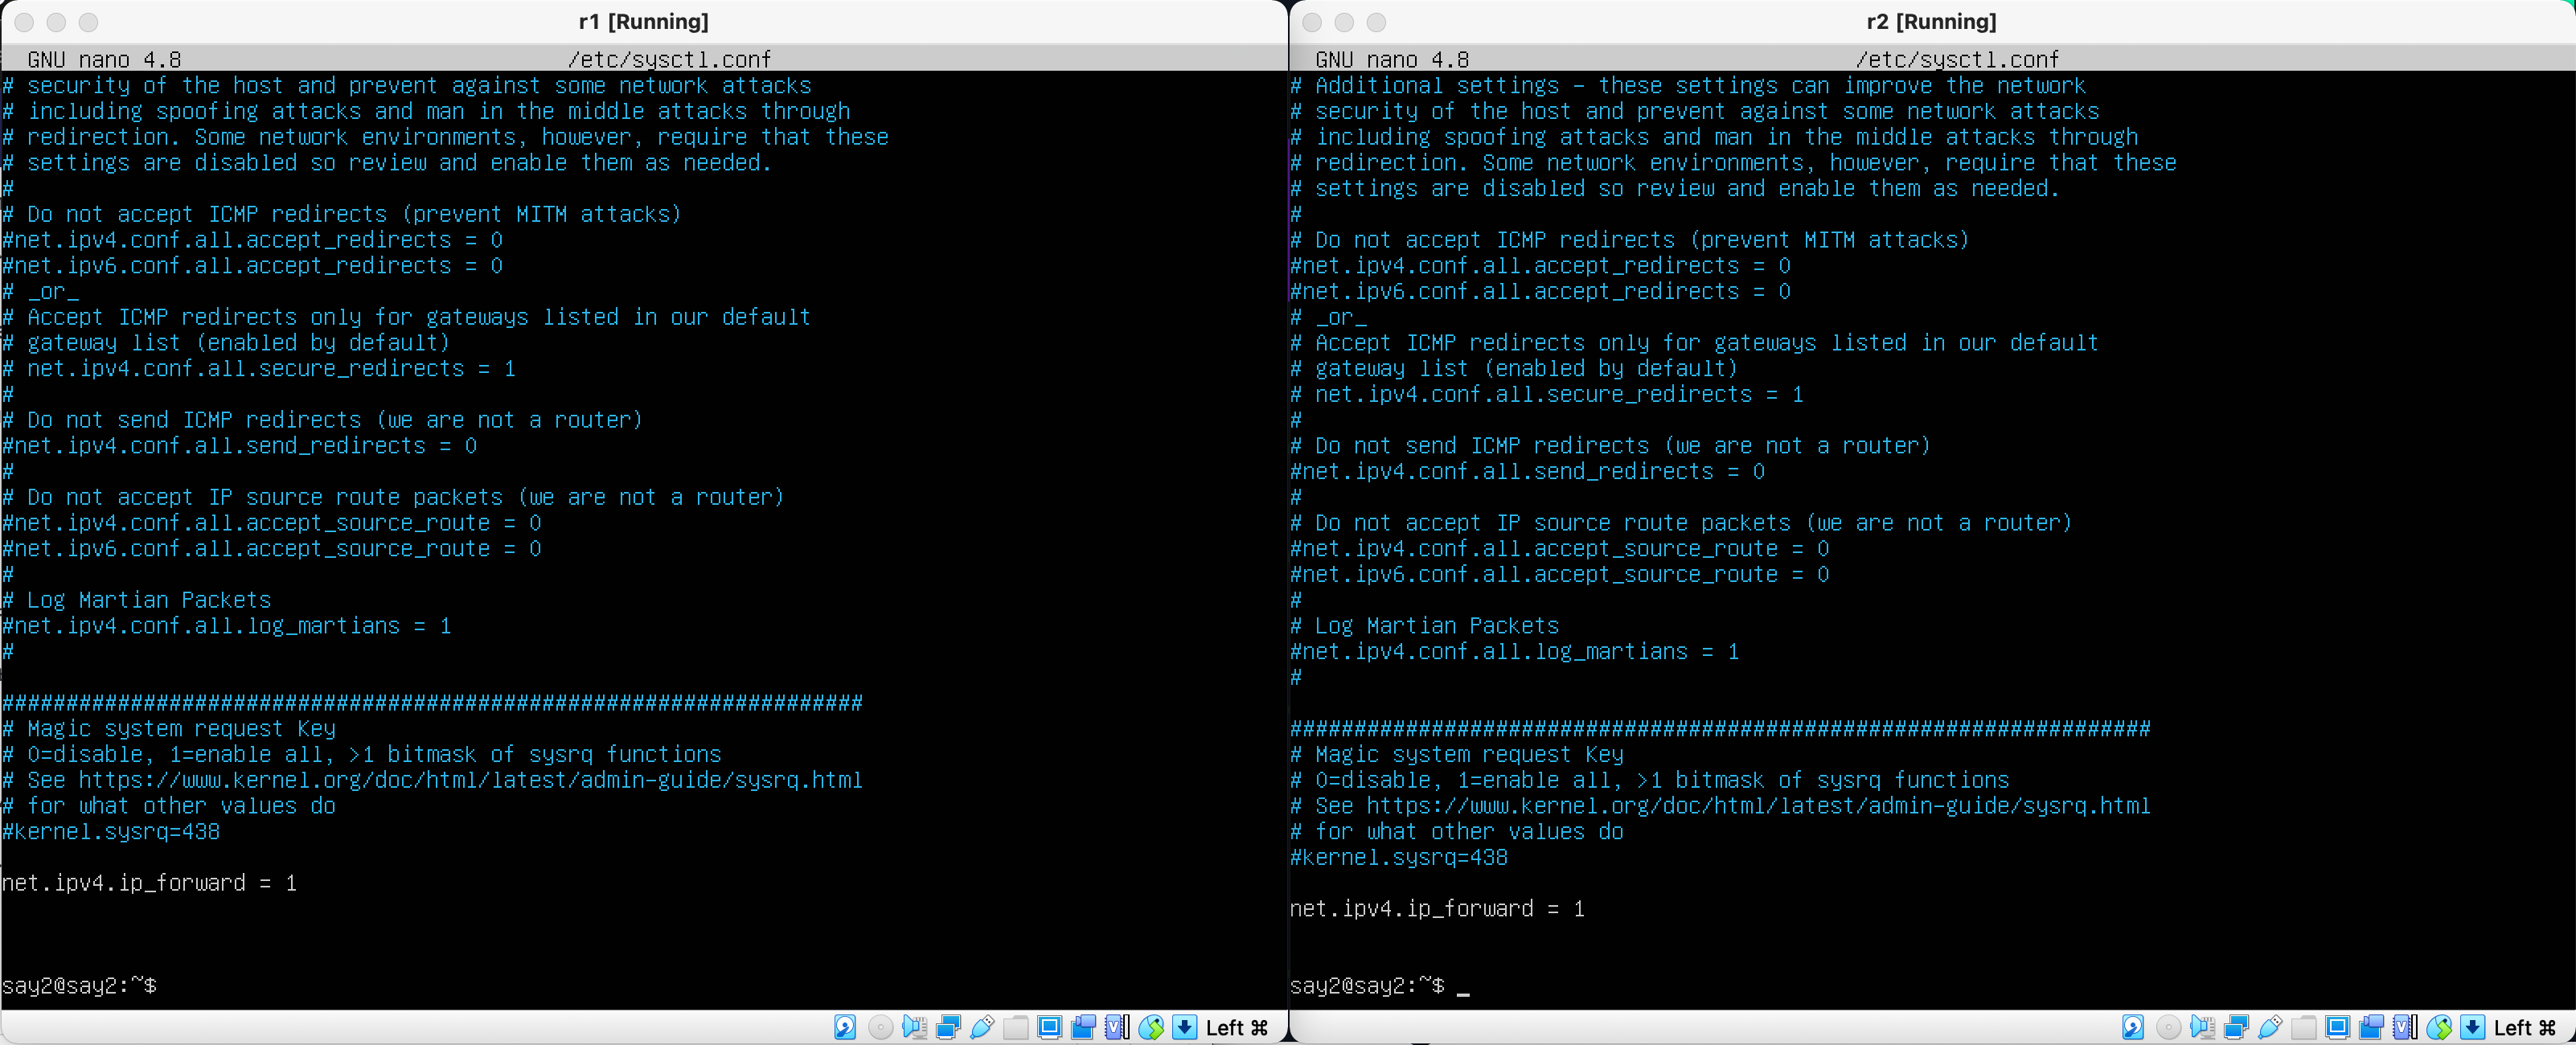 r1 [Running]
GNU nano 4.8 /etc/sysctl.conf
# security of the host and prevent against some network attacks
# including spoofing attacks and man in the middle attacks through
# redirection. Some network environments, however, require that these
# settings are disabled so review and enable them as needed.
#
# Do not accept ICMP redirects (prevent MITM attacks)
#net.ipv4.conf.all.accept_redirects = 0
#net.ipv6.conf.all.accept_redirects = 0
# _or_
# Accept ICMP redirects only for gateways listed in our default
# gateway list (enabled by default)
# net.ipv4.conf.all.secure_redirects = 1
#
# Do not send ICMP redirects (we are not a router)
#net.ipv4.conf.all.send_redirects = 0
#
# Do not accept IP source route packets (we are not a router)
#net.ipv4.conf.all.accept_source_route = 0
#net.ipv6.conf.all.accept_source_route = 0
#
# Log Martian Packets
#net.ipv4.conf.all.log_martians = 1
#
###################################################################
# Magic system request Key
# 0=disable, 1=enable all, >1 bitmask of sysrq functions
# See https://www.kernel.org/doc/html/latest/admin-guide/sysrq.html
# for what other values do
#kernel.sysrq=438
net.ipv4.ip_forward = 1
say2@say2:~$
Left ⌘
r2 [Running]
GNU nano 4.8 /etc/sysctl.conf
# Additional settings - these settings can improve the network
# security of the host and prevent against some network attacks
# including spoofing attacks and man in the middle attacks through
# redirection. Some network environments, however, require that these
# settings are disabled so review and enable them as needed.
#
# Do not accept ICMP redirects (prevent MITM attacks)
#net.ipv4.conf.all.accept_redirects = 0
#net.ipv6.conf.all.accept_redirects = 0
# _or_
# Accept ICMP redirects only for gateways listed in our default
# gateway list (enabled by default)
# net.ipv4.conf.all.secure_redirects = 1
#
# Do not send ICMP redirects (we are not a router)
#net.ipv4.conf.all.send_redirects = 0
#
# Do not accept IP source route packets (we are not a router)
#net.ipv4.conf.all.accept_source_route = 0
#net.ipv6.conf.all.accept_source_route = 0
#
# Log Martian Packets
#net.ipv4.conf.all.log_martians = 1
#
###################################################################
# Magic system request Key
# 0=disable, 1=enable all, >1 bitmask of sysrq functions
# See https://www.kernel.org/doc/html/latest/admin-guide/sysrq.html
# for what other values do
#kernel.sysrq=438
net.ipv4.ip_forward = 1
say2@say2:~$ _
Left ⌘